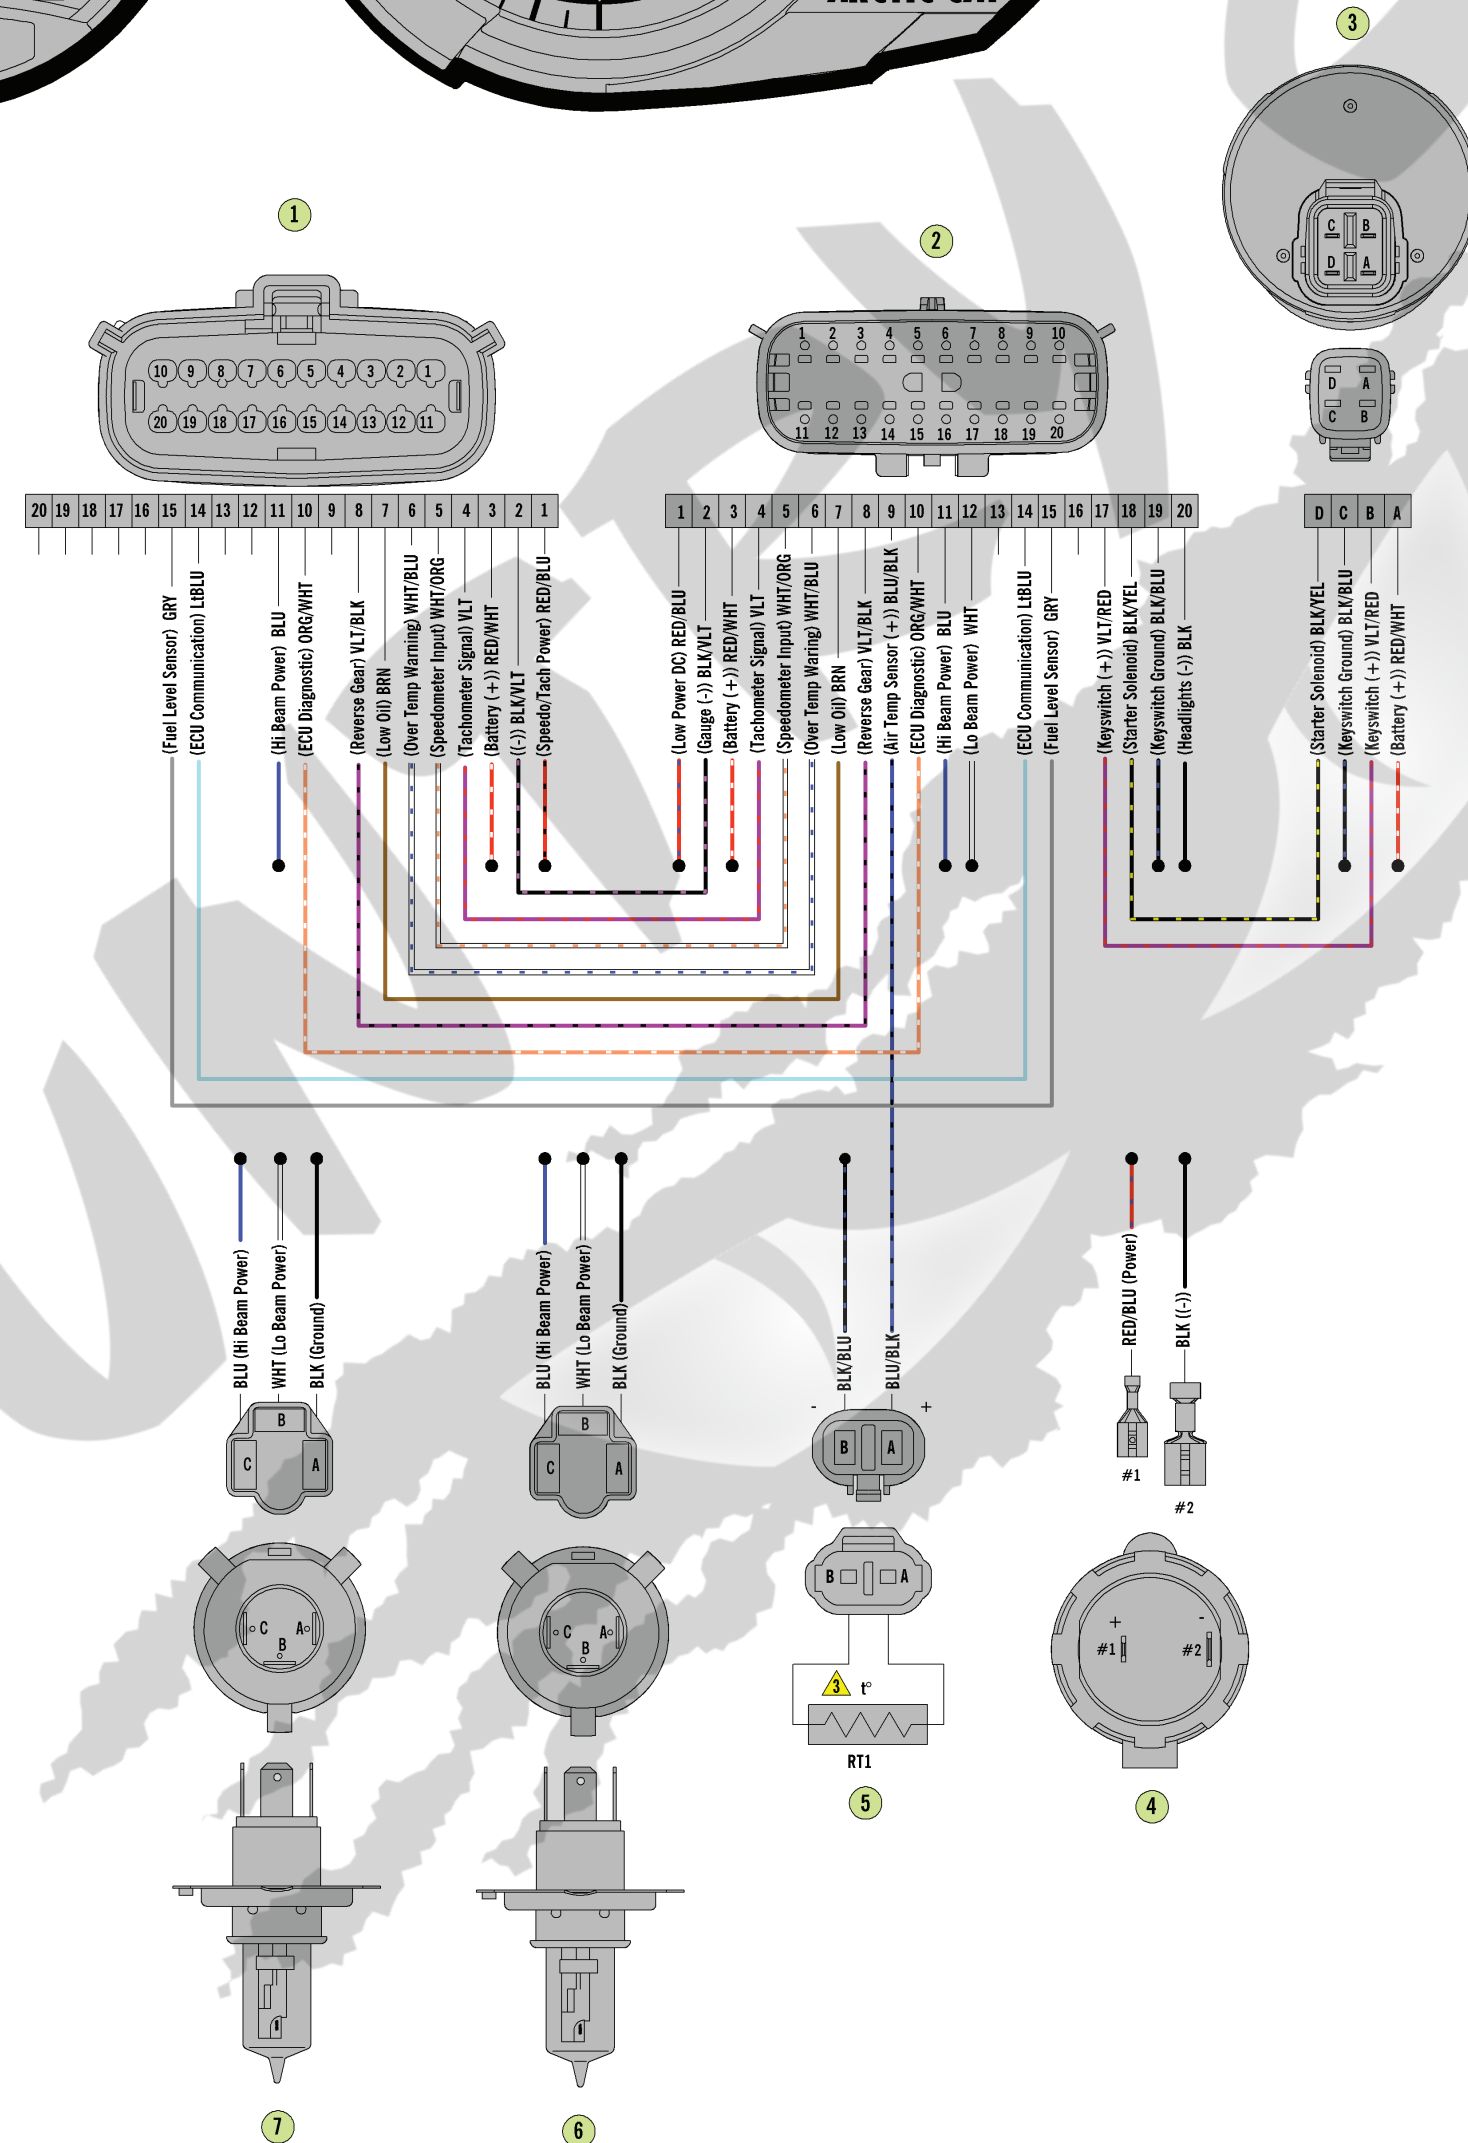 3
1
2
C B
D A
1 2 3 4 5 6 7 8 9 10
11 12 13 14 15 16 17 18 19 20
10 9 8 7 6 5 4 3 2 1
20 19 18 17 16 15 14 13 12 11
D A
C B
20 19 18 17 16 15 14 13 12 11 10 9 8 7 6 5 4 3 2 1
1 2 3 4 5 6 7 8 9 10 11 12 13 14 15 16 17 18 19 20
D C B A
(Fuel Level Sensor) GRY
(ECU Communication) LtBLU
(Hi Beam Power) BLU
(ECU Diagnostic) ORG/WHT
(Reverse Gear) VLT/BLK
(Low Oil) BRN
(Over Temp Warning) WHT/BLU
(Speedometer Input) WHT/ORG
(Tachometer Signal) VLT
(Battery (+)) RED/WHT
((-)) BLK/VLT
(Speedo/Tach Power) RED/BLU
(Low Power DC) RED/BLU
(Gauge (-)) BLK/VLT
(Battery (+)) RED/WHT
(Tachometer Signal) VLT
(Speedometer Input) WHT/ORG
(Over Temp Waring) WHT/BLU
(Low Oil) BRN
(Reverse Gear) VLT/BLK
(Air Temp Sensor (+)) BLU/BLK
(ECU Diagnostic) ORG/WHT
(Hi Beam Power) BLU
(Lo Beam Power) WHT
(ECU Communication) LtBLU
(Fuel Level Sensor) GRY
(Keyswitch (+)) VLT/RED
(Starter Solenoid) BLK/YEL
(Keyswitch Ground) BLK/BLU
(Headlights (-)) BLK
(Starter Solenoid) BLK/YEL
(Keyswitch Ground) BLK/BLU
(Keyswitch (+)) VLT/RED
(Battery (+)) RED/WHT
BLU (Hi Beam Power)
WHT (Lo Beam Power)
BLK (Ground)
BLU (Hi Beam Power)
WHT (Lo Beam Power)
BLK (Ground)
BLK/BLU
BLU/BLK
RED/BLU (Power)
BLK ((-))
- +
B
C A
B
C A
B A
#1
#2
B A
C A
B
C A
B
+ -
#1 #2
3 t°
RT1
5
4
7
6